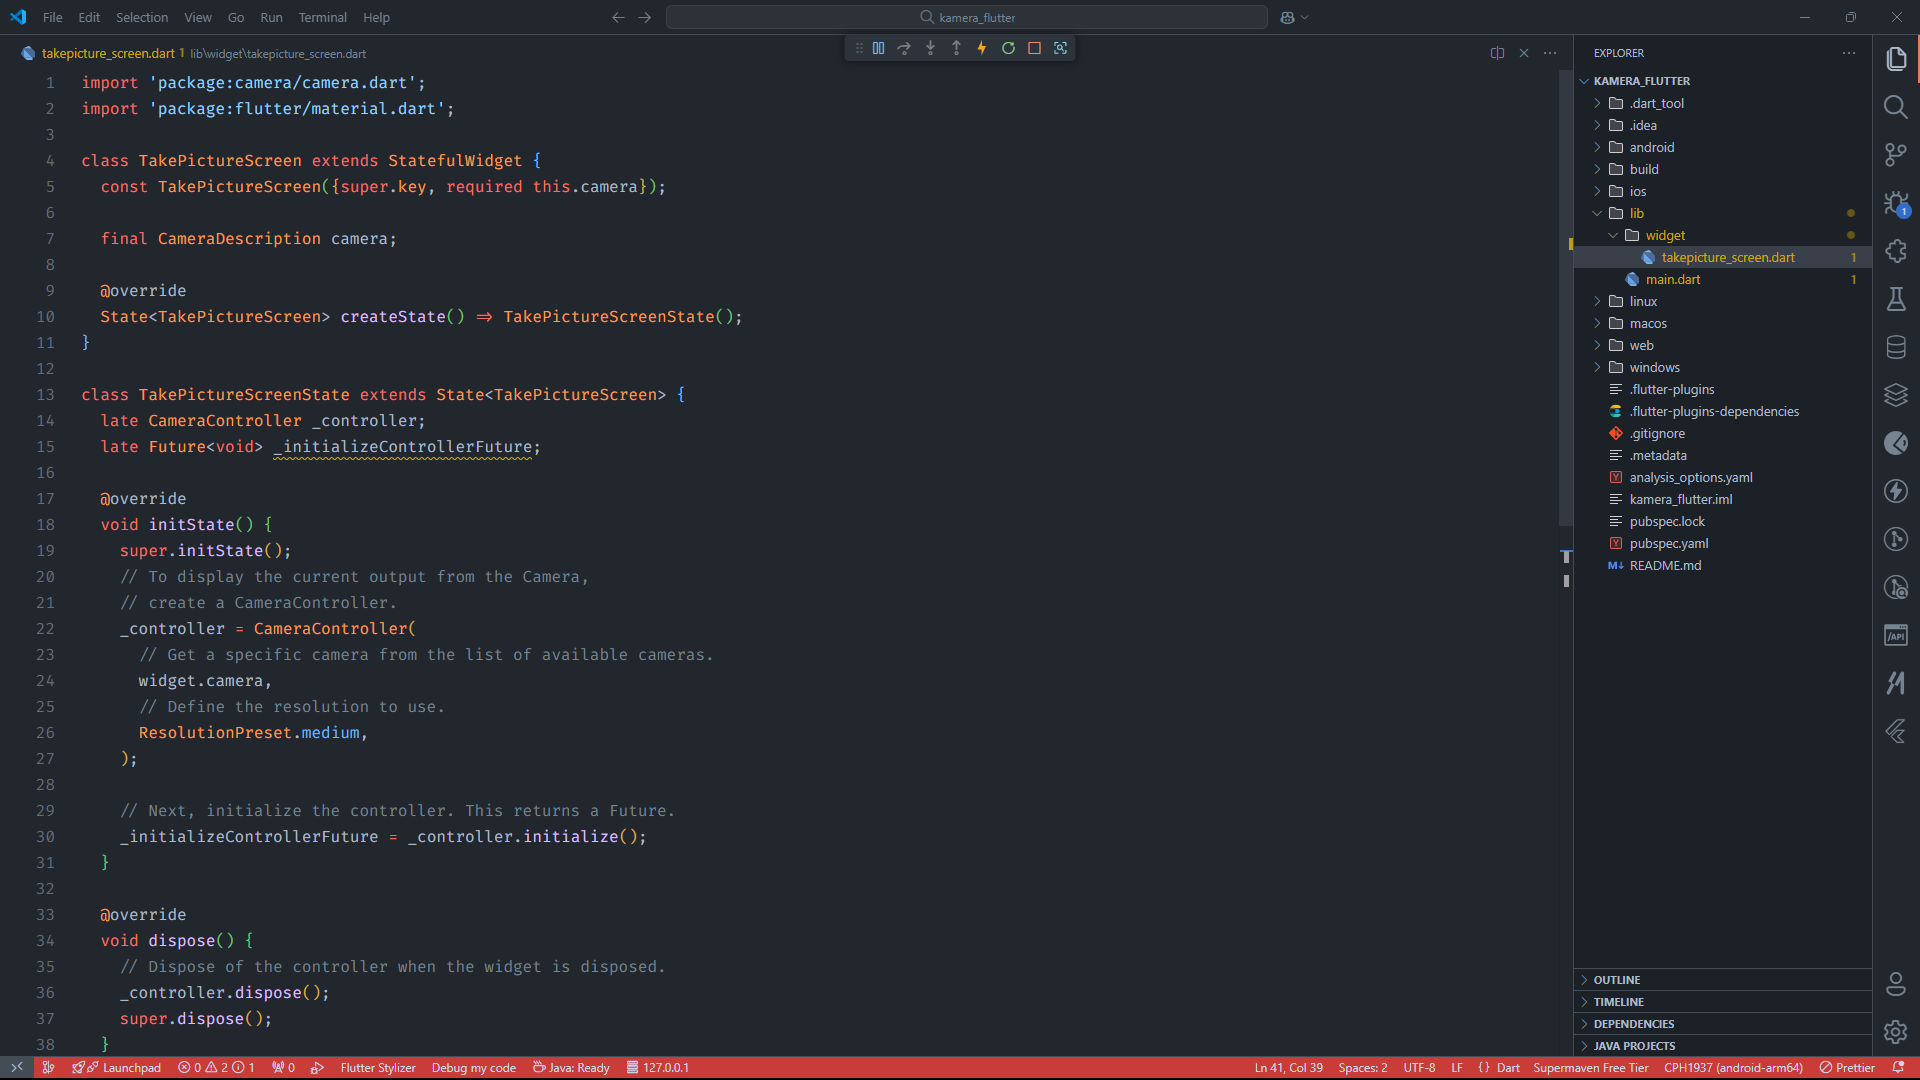 File Edit Selection View Go Run Terminal Help
kamera_flutter
takepicture_screen.dart 1 lib\widget\takepicture_screen.dart
1 import 'package:camera/camera.dart';
2 import 'package:flutter/material.dart';
3
4 class TakePictureScreen extends StatefulWidget {
5 const TakePictureScreen({super.key, required this.camera});
6
7 final CameraDescription camera;
8
9 @override
10 State<TakePictureScreen> createState() => TakePictureScreenState();
11 }
12
13 class TakePictureScreenState extends State<TakePictureScreen> {
14 late CameraController _controller;
15 late Future<void> _initializeControllerFuture;
16
17 @override
18 void initState() {
19 super.initState();
20 // To display the current output from the Camera,
21 // create a CameraController.
22 _controller = CameraController(
23 // Get a specific camera from the list of available cameras.
24 widget.camera,
25 // Define the resolution to use.
26 ResolutionPreset.medium,
27 );
28
29 // Next, initialize the controller. This returns a Future.
30 _initializeControllerFuture = _controller.initialize();
31 }
32
33 @override
34 void dispose() {
35 // Dispose of the controller when the widget is disposed.
36 _controller.dispose();
37 super.dispose();
38 }
EXPLORER
KAMERA_FLUTTER
.dart_tool
.idea
android
build
ios
lib
widget
takepicture_screen.dart 1
main.dart 1
linux
macos
web
windows
.flutter-plugins
.flutter-plugins-dependencies
.gitignore
.metadata
analysis_options.yaml
kamera_flutter.iml
pubspec.lock
pubspec.yaml
README.md
OUTLINE
TIMELINE
DEPENDENCIES
JAVA PROJECTS
1
/API
Launchpad 0 2 1 0 Flutter Stylizer Debug my code Java: Ready 127.0.0.1 Ln 41, Col 39 Spaces: 2 UTF-8 LF {} Dart Supermaven Free Tier CPH1937 (android-arm64) Prettier